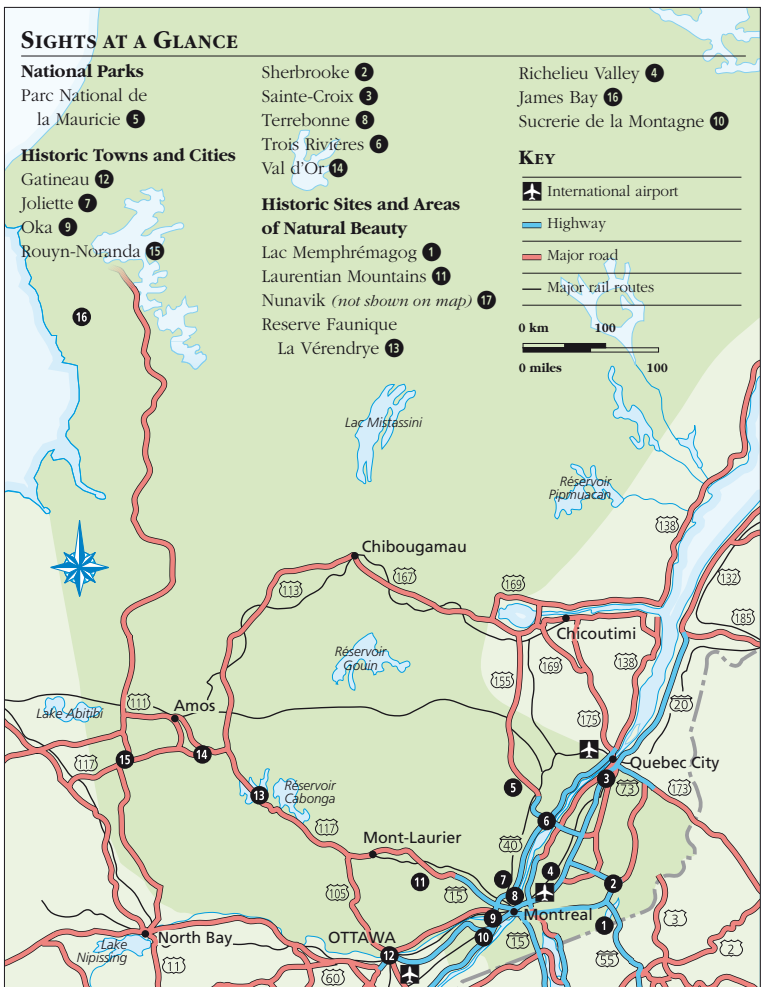 SIGHTS AT A GLANCE
National Parks
Parc National de
la Mauricie 5
Historic Towns and Cities
Gatineau 12
Joliette 7
Oka 9
Rouyn-Noranda 15
Sherbrooke 2
Sainte-Croix 3
Terrebonne 8
Trois Rivières 6
Val d'Or 14
Historic Sites and Areas
of Natural Beauty
Lac Memphrémagog 1
Laurentian Mountains 11
Nunavik (not shown on map) 17
Reserve Faunique
La Vérendrye 13
Richelieu Valley 4
James Bay 16
Sucrerie de la Montagne 10
KEY
International airport
Highway
Major road
Major rail routes
0 km 100
0 miles 100
16
Lac Mistassini
Réservoir
Pipmuacan
138
Chibougamau
113
167
169
132
185
Chicoutimi
Réservoir
Gouin
155
169
138
111
Amos
Lake Abitibi
175
20
117
15
14
Quebec City
13
Réservoir
Cabonga
5
3
73
173
117
6
40
Mont-Laurier
105
11
15
7
4
8
2
9
Montreal
1
3
North Bay
OTTAWA
10
15
2
Lake
Nipissing
11
12
60
55